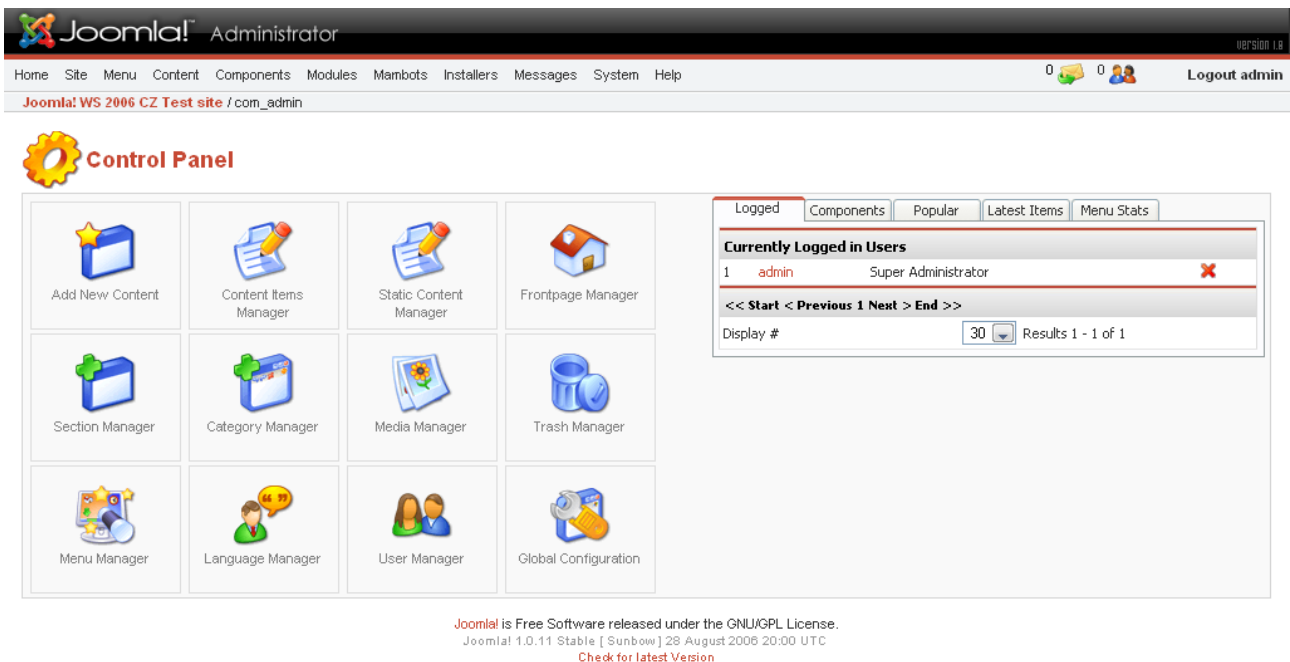 Joomla!™ Administrator
version 1.0
Home Site Menu Content Components Modules Mambots Installers Messages System Help 0 0 Logout admin
Joomla! WS 2006 CZ Test site / com_admin
Control Panel
Logged Components Popular Latest Items Menu Stats
Currently Logged in Users
1 admin Super Administrator
<< Start < Previous 1 Next > End >>
Display # 30 Results 1 - 1 of 1
Add New Content
Content Items
Manager
Static Content
Manager
Frontpage Manager
Section Manager
Category Manager
Media Manager
Trash Manager
Menu Manager
Language Manager
User Manager
Global Configuration
Joomla! is Free Software released under the GNU/GPL License.
Joomla! 1.0.11 Stable [ Sunbow ] 28 August 2006 20:00 UTC
Check for latest Version